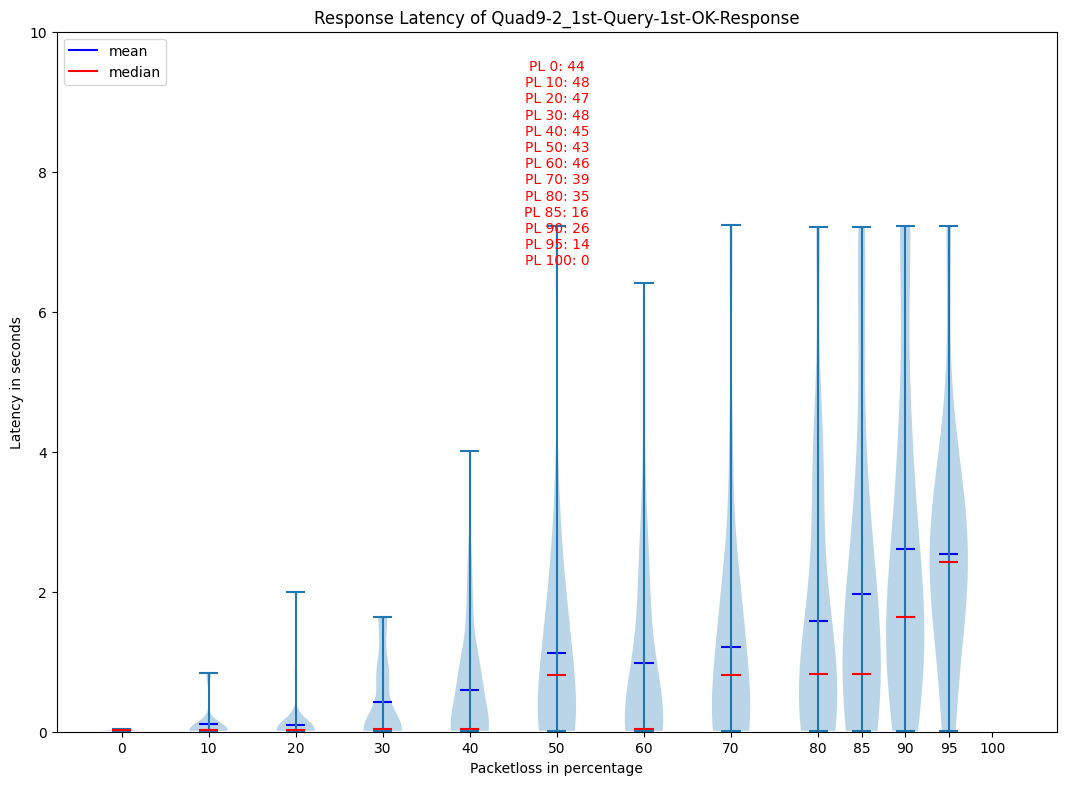 Response Latency of Quad9-2_1st-Query-1st-OK-Response
mean
median
PL 0: 44
PL 10: 48
PL 20: 47
PL 30: 48
PL 40: 45
PL 50: 43
PL 60: 46
PL 70: 39
PL 80: 35
PL 85: 16
PL 90: 26
PL 95: 14
PL 100: 0
Latency in seconds
10
8
6
4
2
0
0 10 20 30 40 50 60 70 80 85 90 95 100
Packetloss in percentage